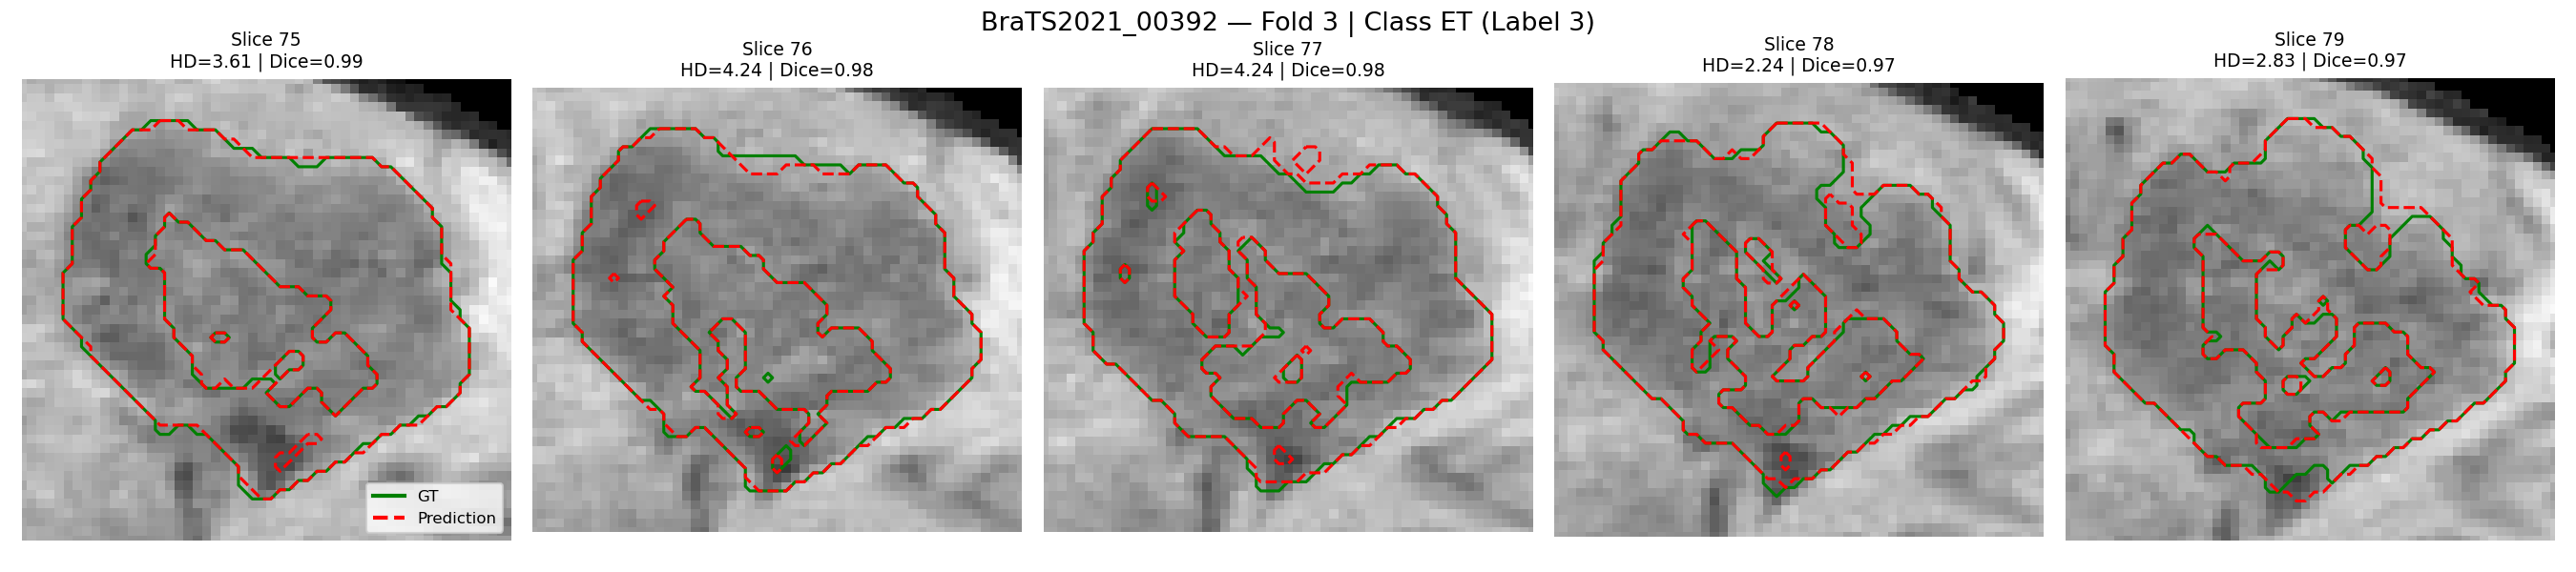 BraTS2021_00392 — Fold 3 | Class ET (Label 3)
Slice 75
HD=3.61 | Dice=0.99
Slice 76
HD=4.24 | Dice=0.98
Slice 77
HD=4.24 | Dice=0.98
Slice 78
HD=2.24 | Dice=0.97
Slice 79
HD=2.83 | Dice=0.97
GT
Prediction